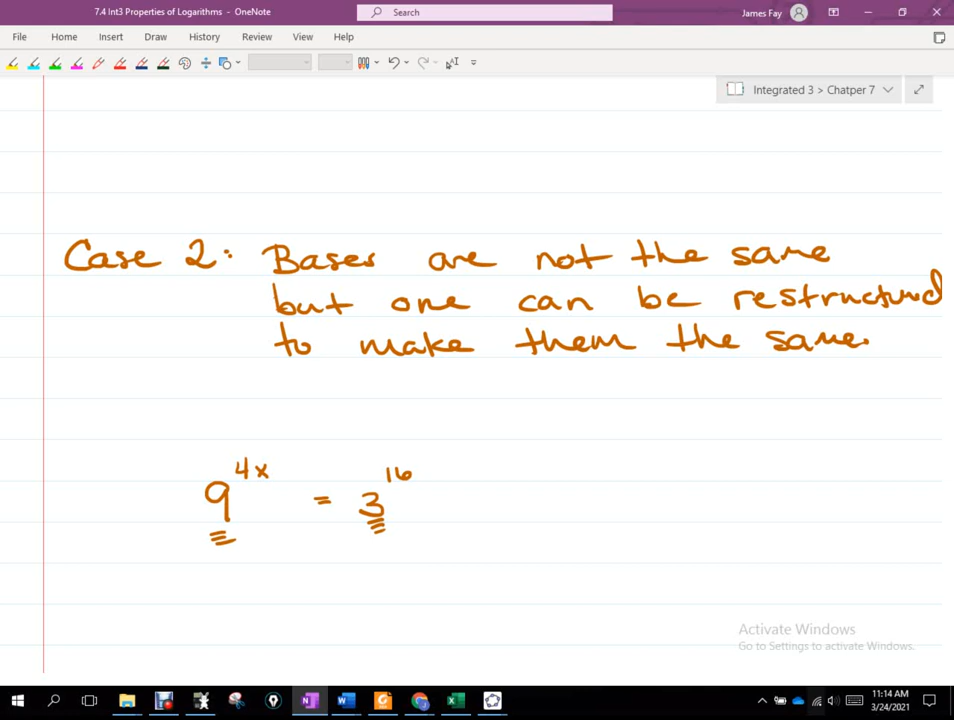 7.4 Int3 Properties of Logarithms - OneNote
Search
James Fay
File Home Insert Draw History Review View Help
Integrated 3 > Chatper 7
Case 2: Bases are not the same
but one can be restructured
to make them the same.
9^4x = 3^16
Activate Windows
Go to Settings to activate Windows.
11:14 AM
3/24/2021